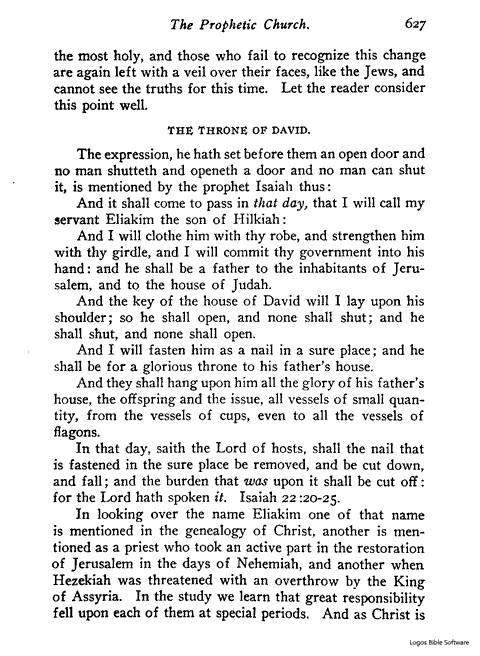 The Prophetic Church. 627
the most holy, and those who fail to recognize this change
are again left with a veil over their faces, like the Jews, and
cannot see the truths for this time. Let the reader consider
this point well.
THE THRONE OF DAVID.
The expression, he hath set before them an open door and
no man shutteth and openeth a door and no man can shut
it, is mentioned by the prophet Isaiah thus:
And it shall come to pass in that day, that I will call my
servant Eliakim the son of Hilkiah:
And I will clothe him with thy robe, and strengthen him
with thy girdle, and I will commit thy government into his
hand: and he shall be a father to the inhabitants of Jeru-
salem, and to the house of Judah.
And the key of the house of David will I lay upon his
shoulder; so he shall open, and none shall shut; and he
shall shut, and none shall open.
And I will fasten him as a nail in a sure place; and he
shall be for a glorious throne to his father's house.
And they shall hang upon him all the glory of his father's
house, the offspring and the issue, all vessels of small quan-
tity, from the vessels of cups, even to all the vessels of
flagons.
In that day, saith the Lord of hosts, shall the nail that
is fastened in the sure place be removed, and be cut down,
and fall; and the burden that was upon it shall be cut off:
for the Lord hath spoken it. Isaiah 22:20-25.
In looking over the name Eliakim one of that name
is mentioned in the genealogy of Christ, another is men-
tioned as a priest who took an active part in the restoration
of Jerusalem in the days of Nehemiah, and another when
Hezekiah was threatened with an overthrow by the King
of Assyria. In the study we learn that great responsibility
fell upon each of them at special periods. And as Christ is
Logos Bible Software